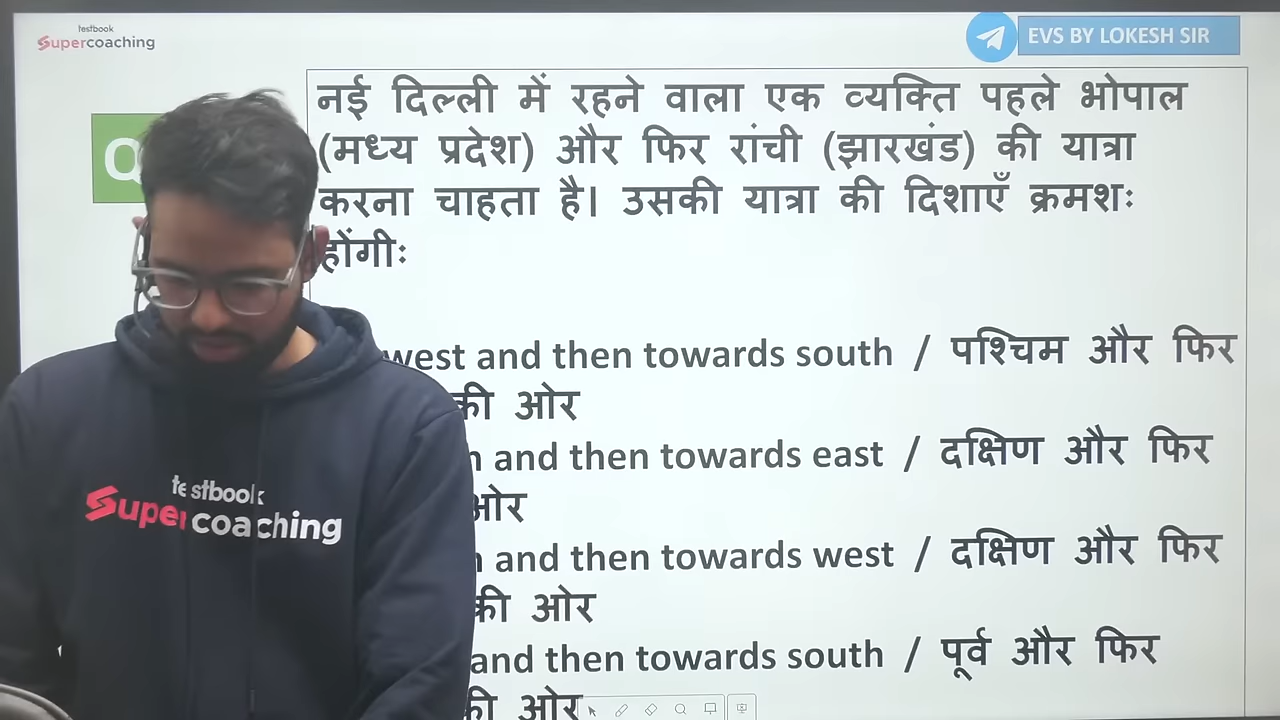 testbook
Supercoaching
EVS BY LOKESH SIR
Q
नई दिल्ली में रहने वाला एक व्यक्ति पहले भोपाल
(मध्य प्रदेश) और फिर रांची (झारखंड) की यात्रा
करना चाहता है। उसकी यात्रा की दिशाएँ क्रमशः
होंगीः
west and then towards south / पश्चिम और फिर
की ओर
and then towards east / दक्षिण और फिर
ओर
and then towards west / दक्षिण और फिर
की ओर
and then towards south / पूर्व और फिर
की ओर
testbook
Supercoaching